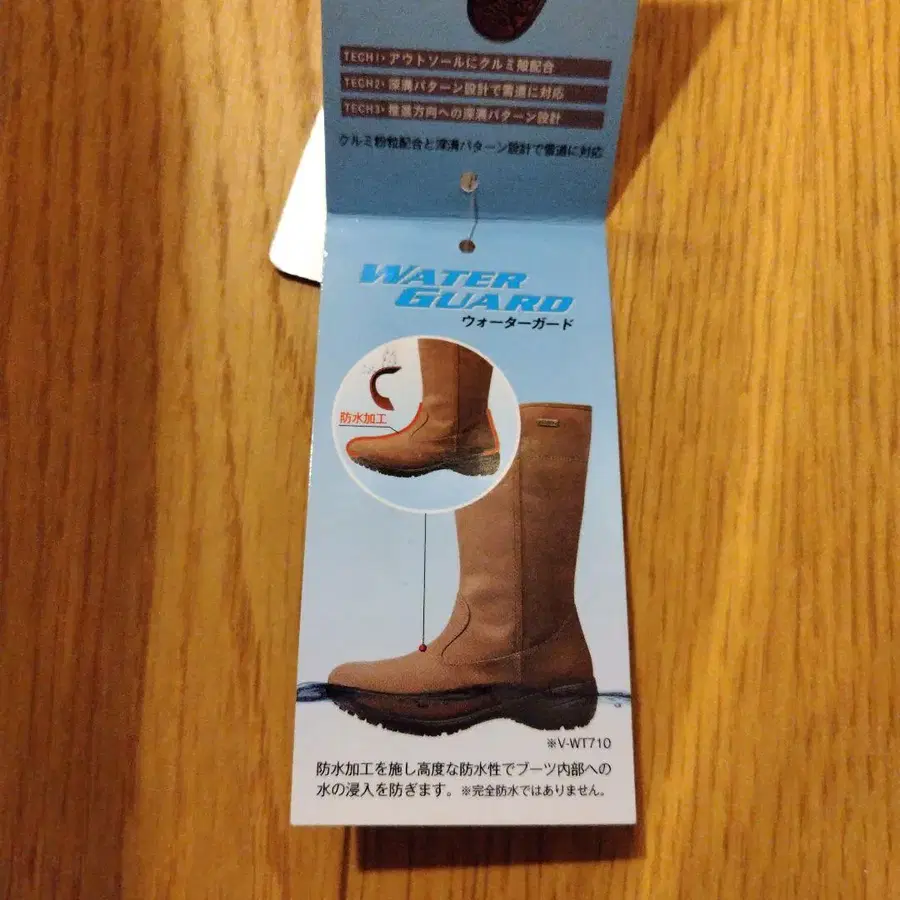 TECH1・アウトソールにクルミ殻配合
TECH2・深溝パターン設計で雪道に対応
TECH3・推進方向への深溝パターン設計
クルミ粉粒配合と深溝パターン設計で雪道に対応
WATER
GUARD
ウォーターガード
防水加工
※V-WT710
防水加工を施し高度な防水性でブーツ内部への
水の浸入を防ぎます。※完全防水ではありません。